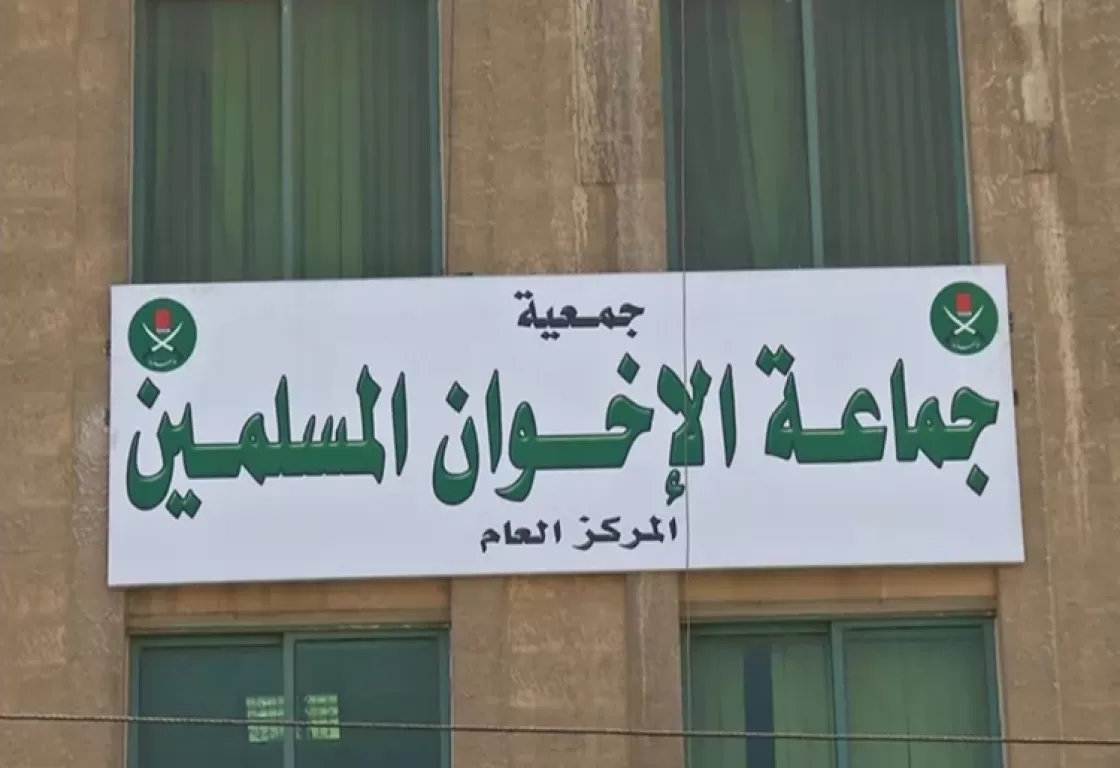 جمعية
جماعة الإخوان المسلمين
المركز العام